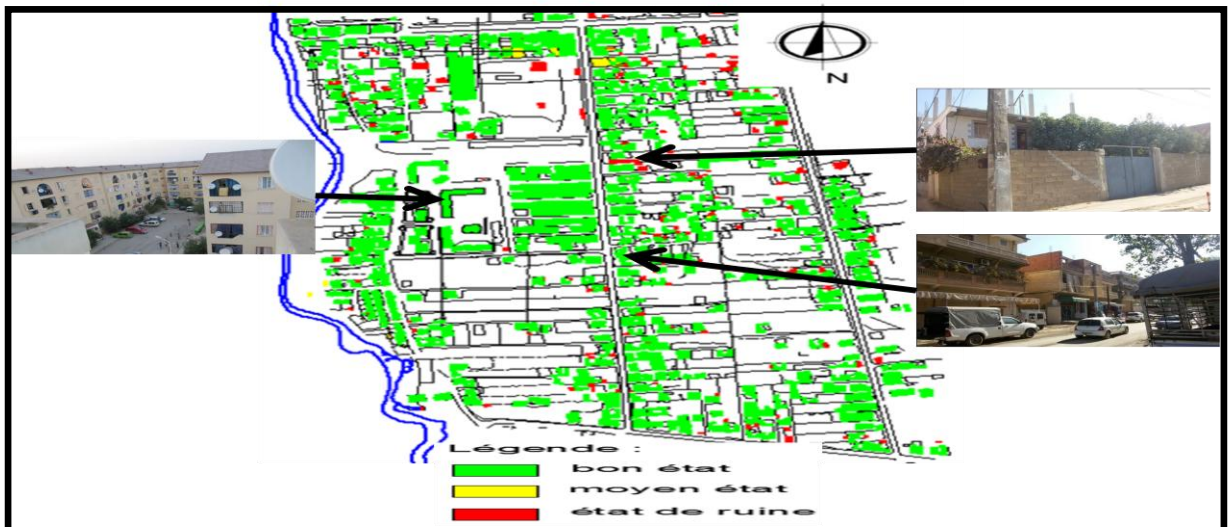 N
Légende :
bon état
moyen état
état de ruine